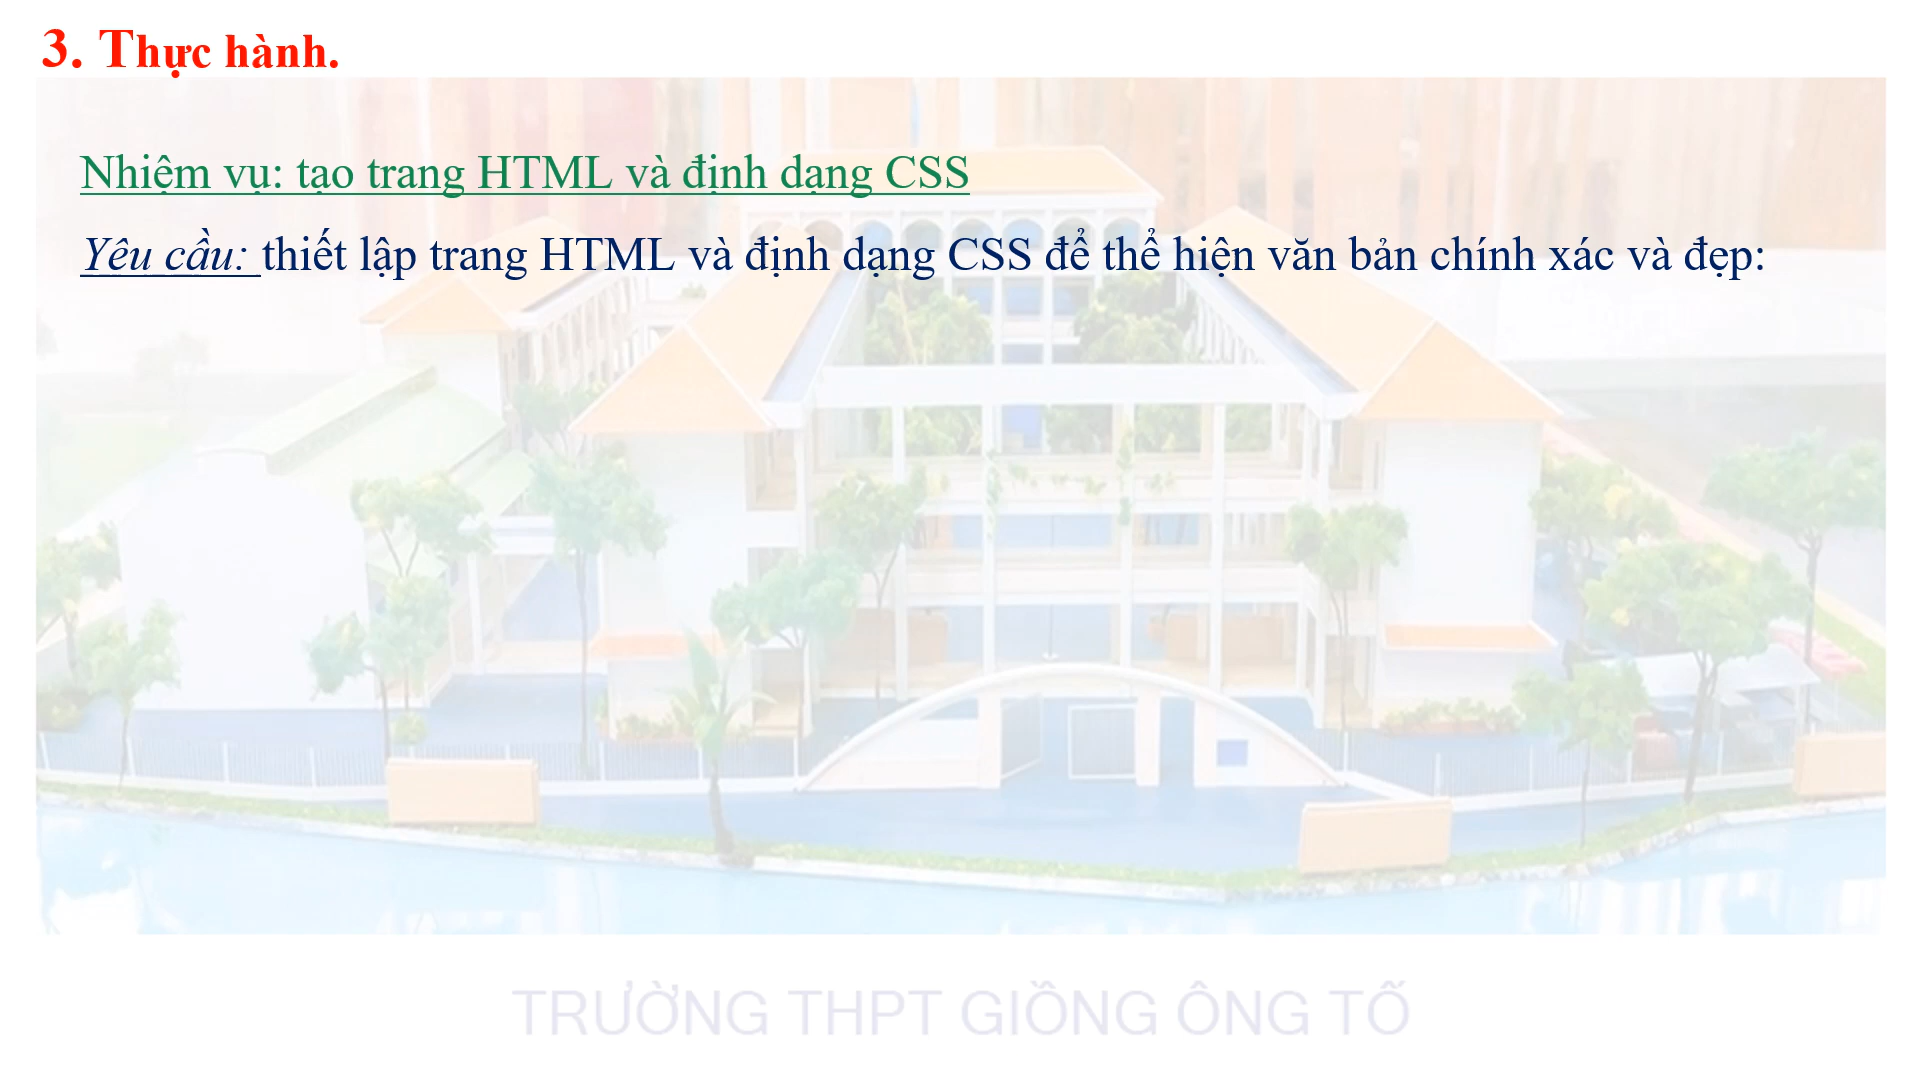 3. Thực hành.
Nhiệm vụ: tạo trang HTML và định dạng CSS
Yêu cầu: thiết lập trang HTML và định dạng CSS để thể hiện văn bản chính xác và đẹp:
TRƯỜNG THPT GIỒNG ÔNG TỐ